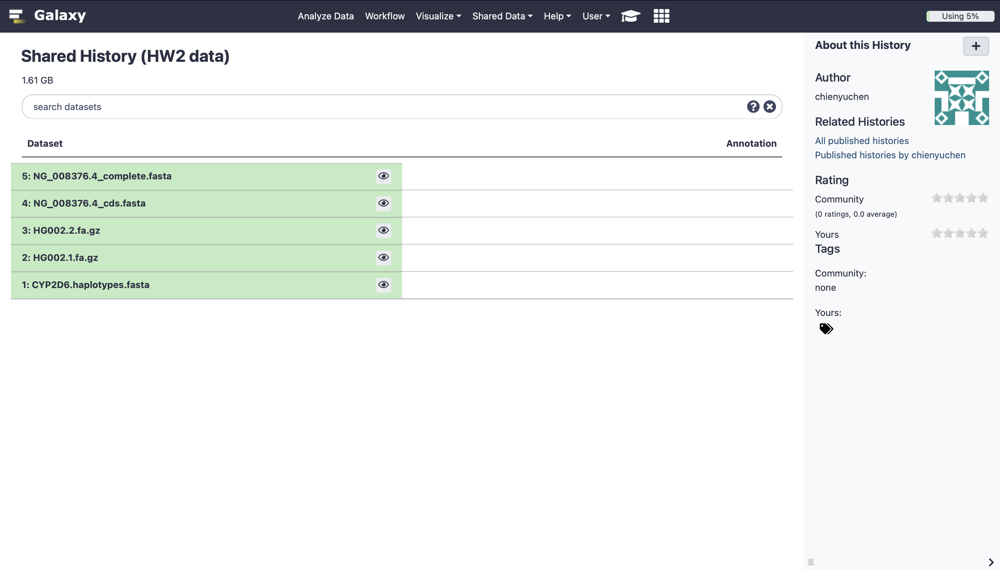 Galaxy
Analyze Data Workflow Visualize Shared Data Help User
Using 5%
Shared History (HW2 data)
1.61 GB
search datasets
Dataset Annotation
5: NG_008376.4_complete.fasta
4: NG_008376.4_cds.fasta
3: HG002.2.fa.gz
2: HG002.1.fa.gz
1: CYP2D6.haplotypes.fasta
About this History
Author
chienyuchen
Related Histories
All published histories
Published histories by chienyuchen
Rating
Community
(0 ratings, 0.0 average)
Yours
Tags
Community:
none
Yours: